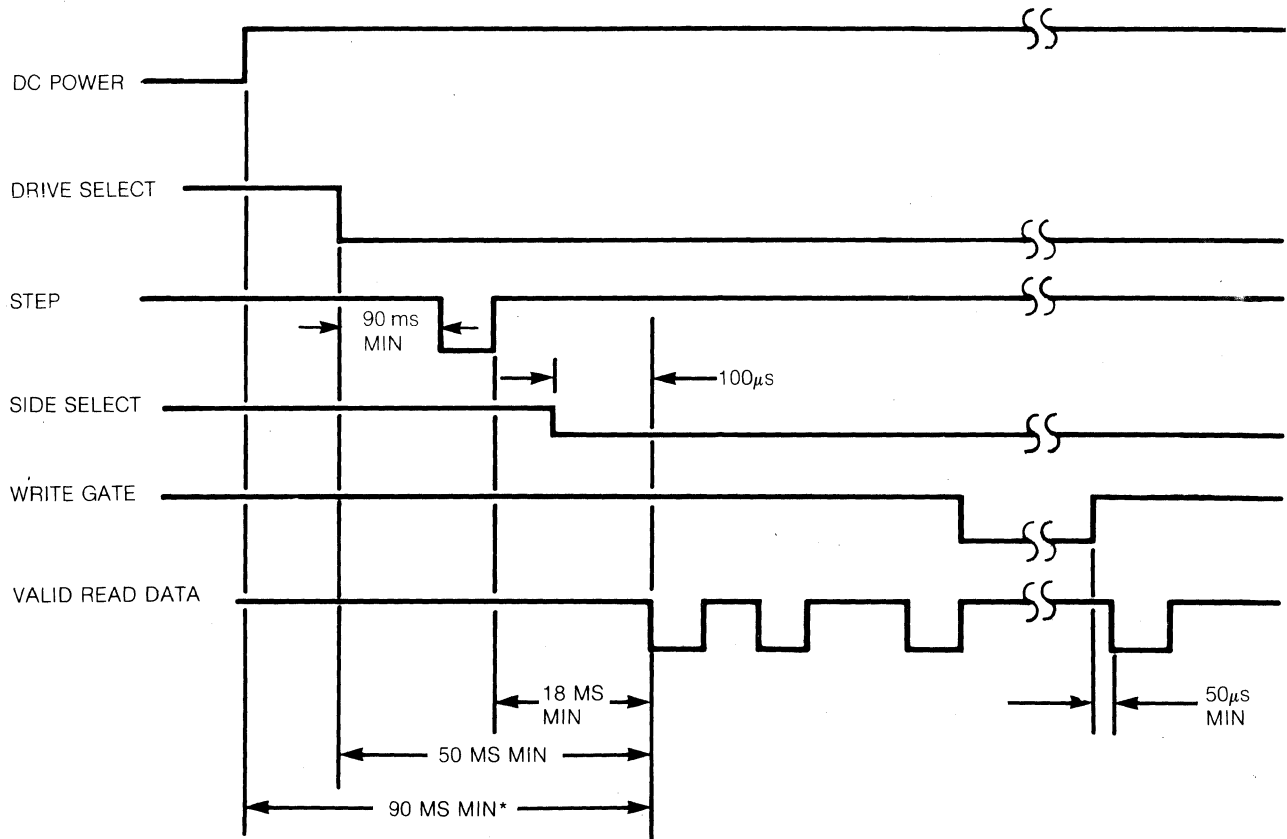 DC POWER
DRIVE SELECT
STEP
90 ms
MIN
100μs
SIDE SELECT
WRITE GATE
VALID READ DATA
18 MS
MIN
50μs
MIN
50 MS MIN
90 MS MIN*